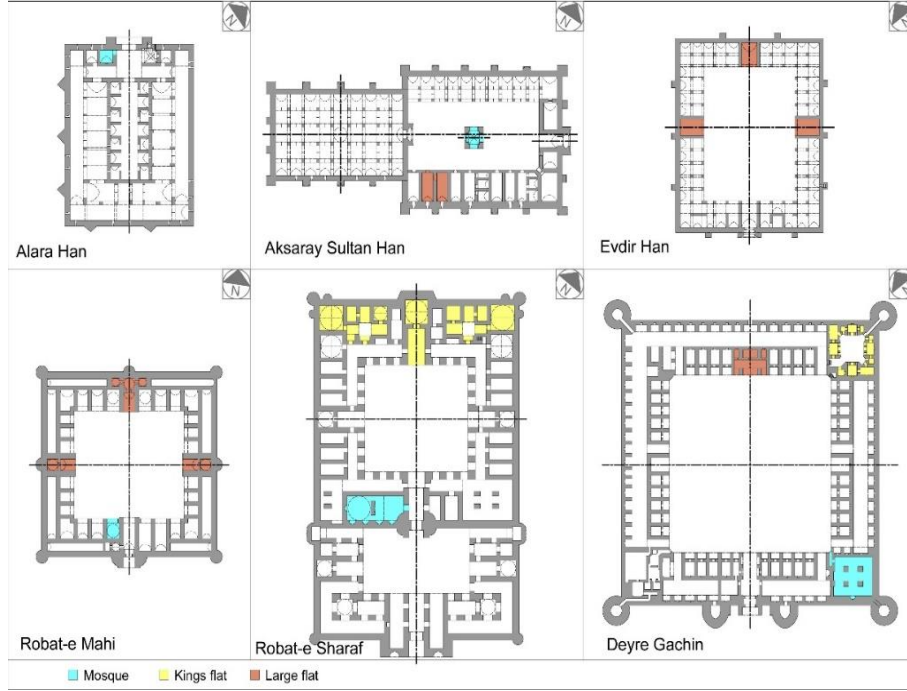 N
N
N
Alara Han
Aksaray Sultan Han
Evdir Han
N
N
N
Robat-e Mahi
Robat-e Sharaf
Deyre Gachin
Mosque
Kings flat
Large flat